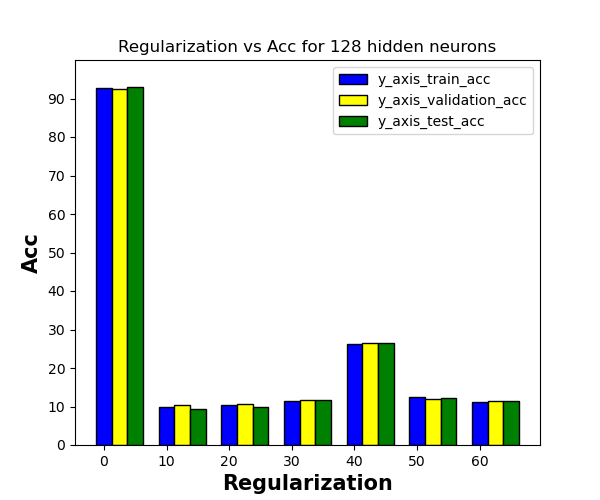 Regularization vs Acc for 128 hidden neurons
y_axis_train_acc
y_axis_validation_acc
y_axis_test_acc
Acc
90
80
70
60
50
40
30
20
10
0
0 10 20 30 40 50 60
Regularization